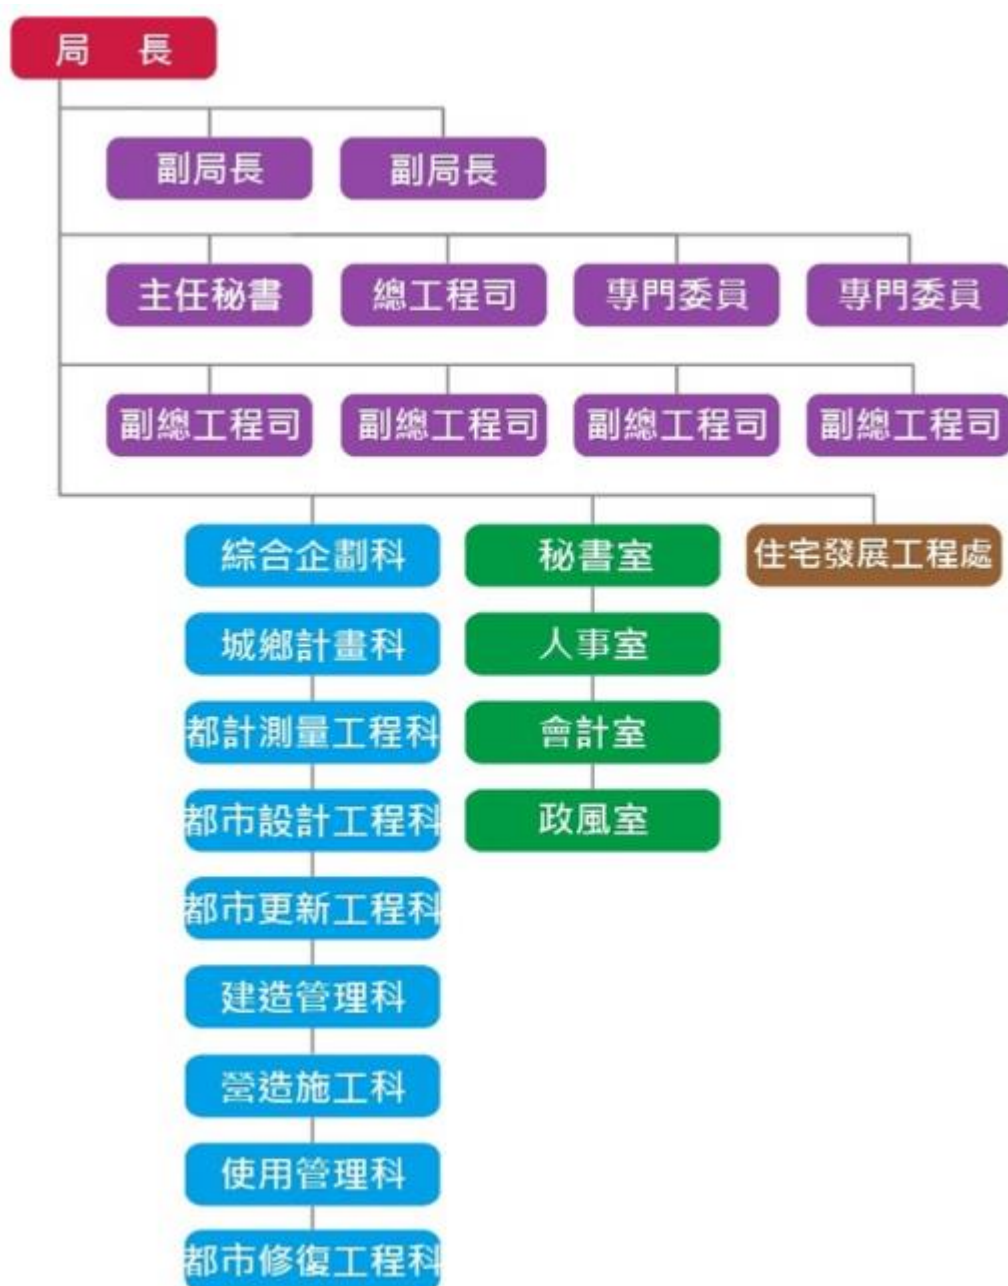 局 長
副局長 副局長
主任秘書 總工程司 專門委員 專門委員
副總工程司 副總工程司 副總工程司 副總工程司
綜合企劃科 秘書室 住宅發展工程處
城鄉計畫科 人事室
都計測量工程科 會計室
都市設計工程科 政風室
都市更新工程科
建造管理科
營造施工科
使用管理科
都市修復工程科